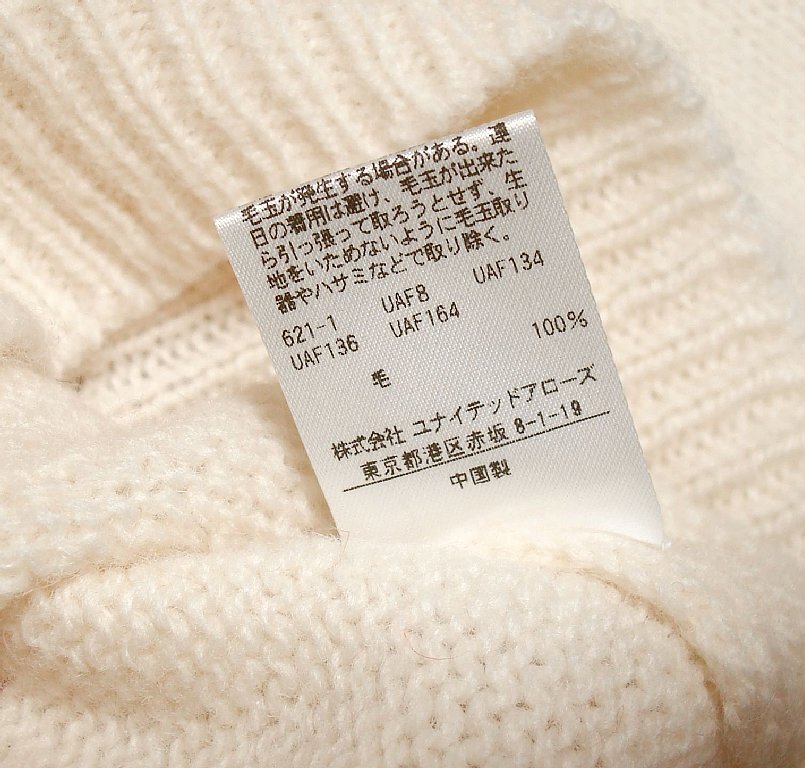 毛玉が発生する場合がある。連
日の着用は避け、毛玉が出来た
ら引っ張って取ろうとせず、生
地をいためないように毛玉取り
器やハサミなどで取り除く。
621-1 UAF8 UAF134
UAF136 UAF164
毛 100%
株式会社 ユナイテッドアローズ
東京都港区赤坂 8-1-19
中国製